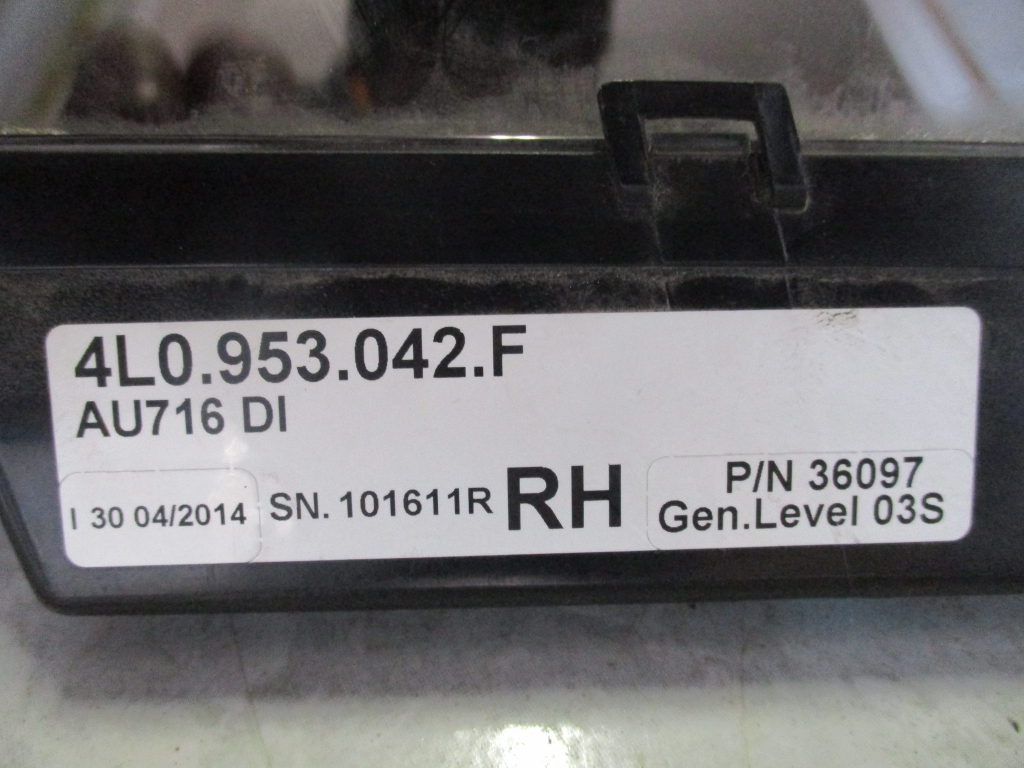 4L0.953.042.F
AU716 DI
I 30 04/2014 SN. 101611R RH
P/N 36097
Gen.Level 03S